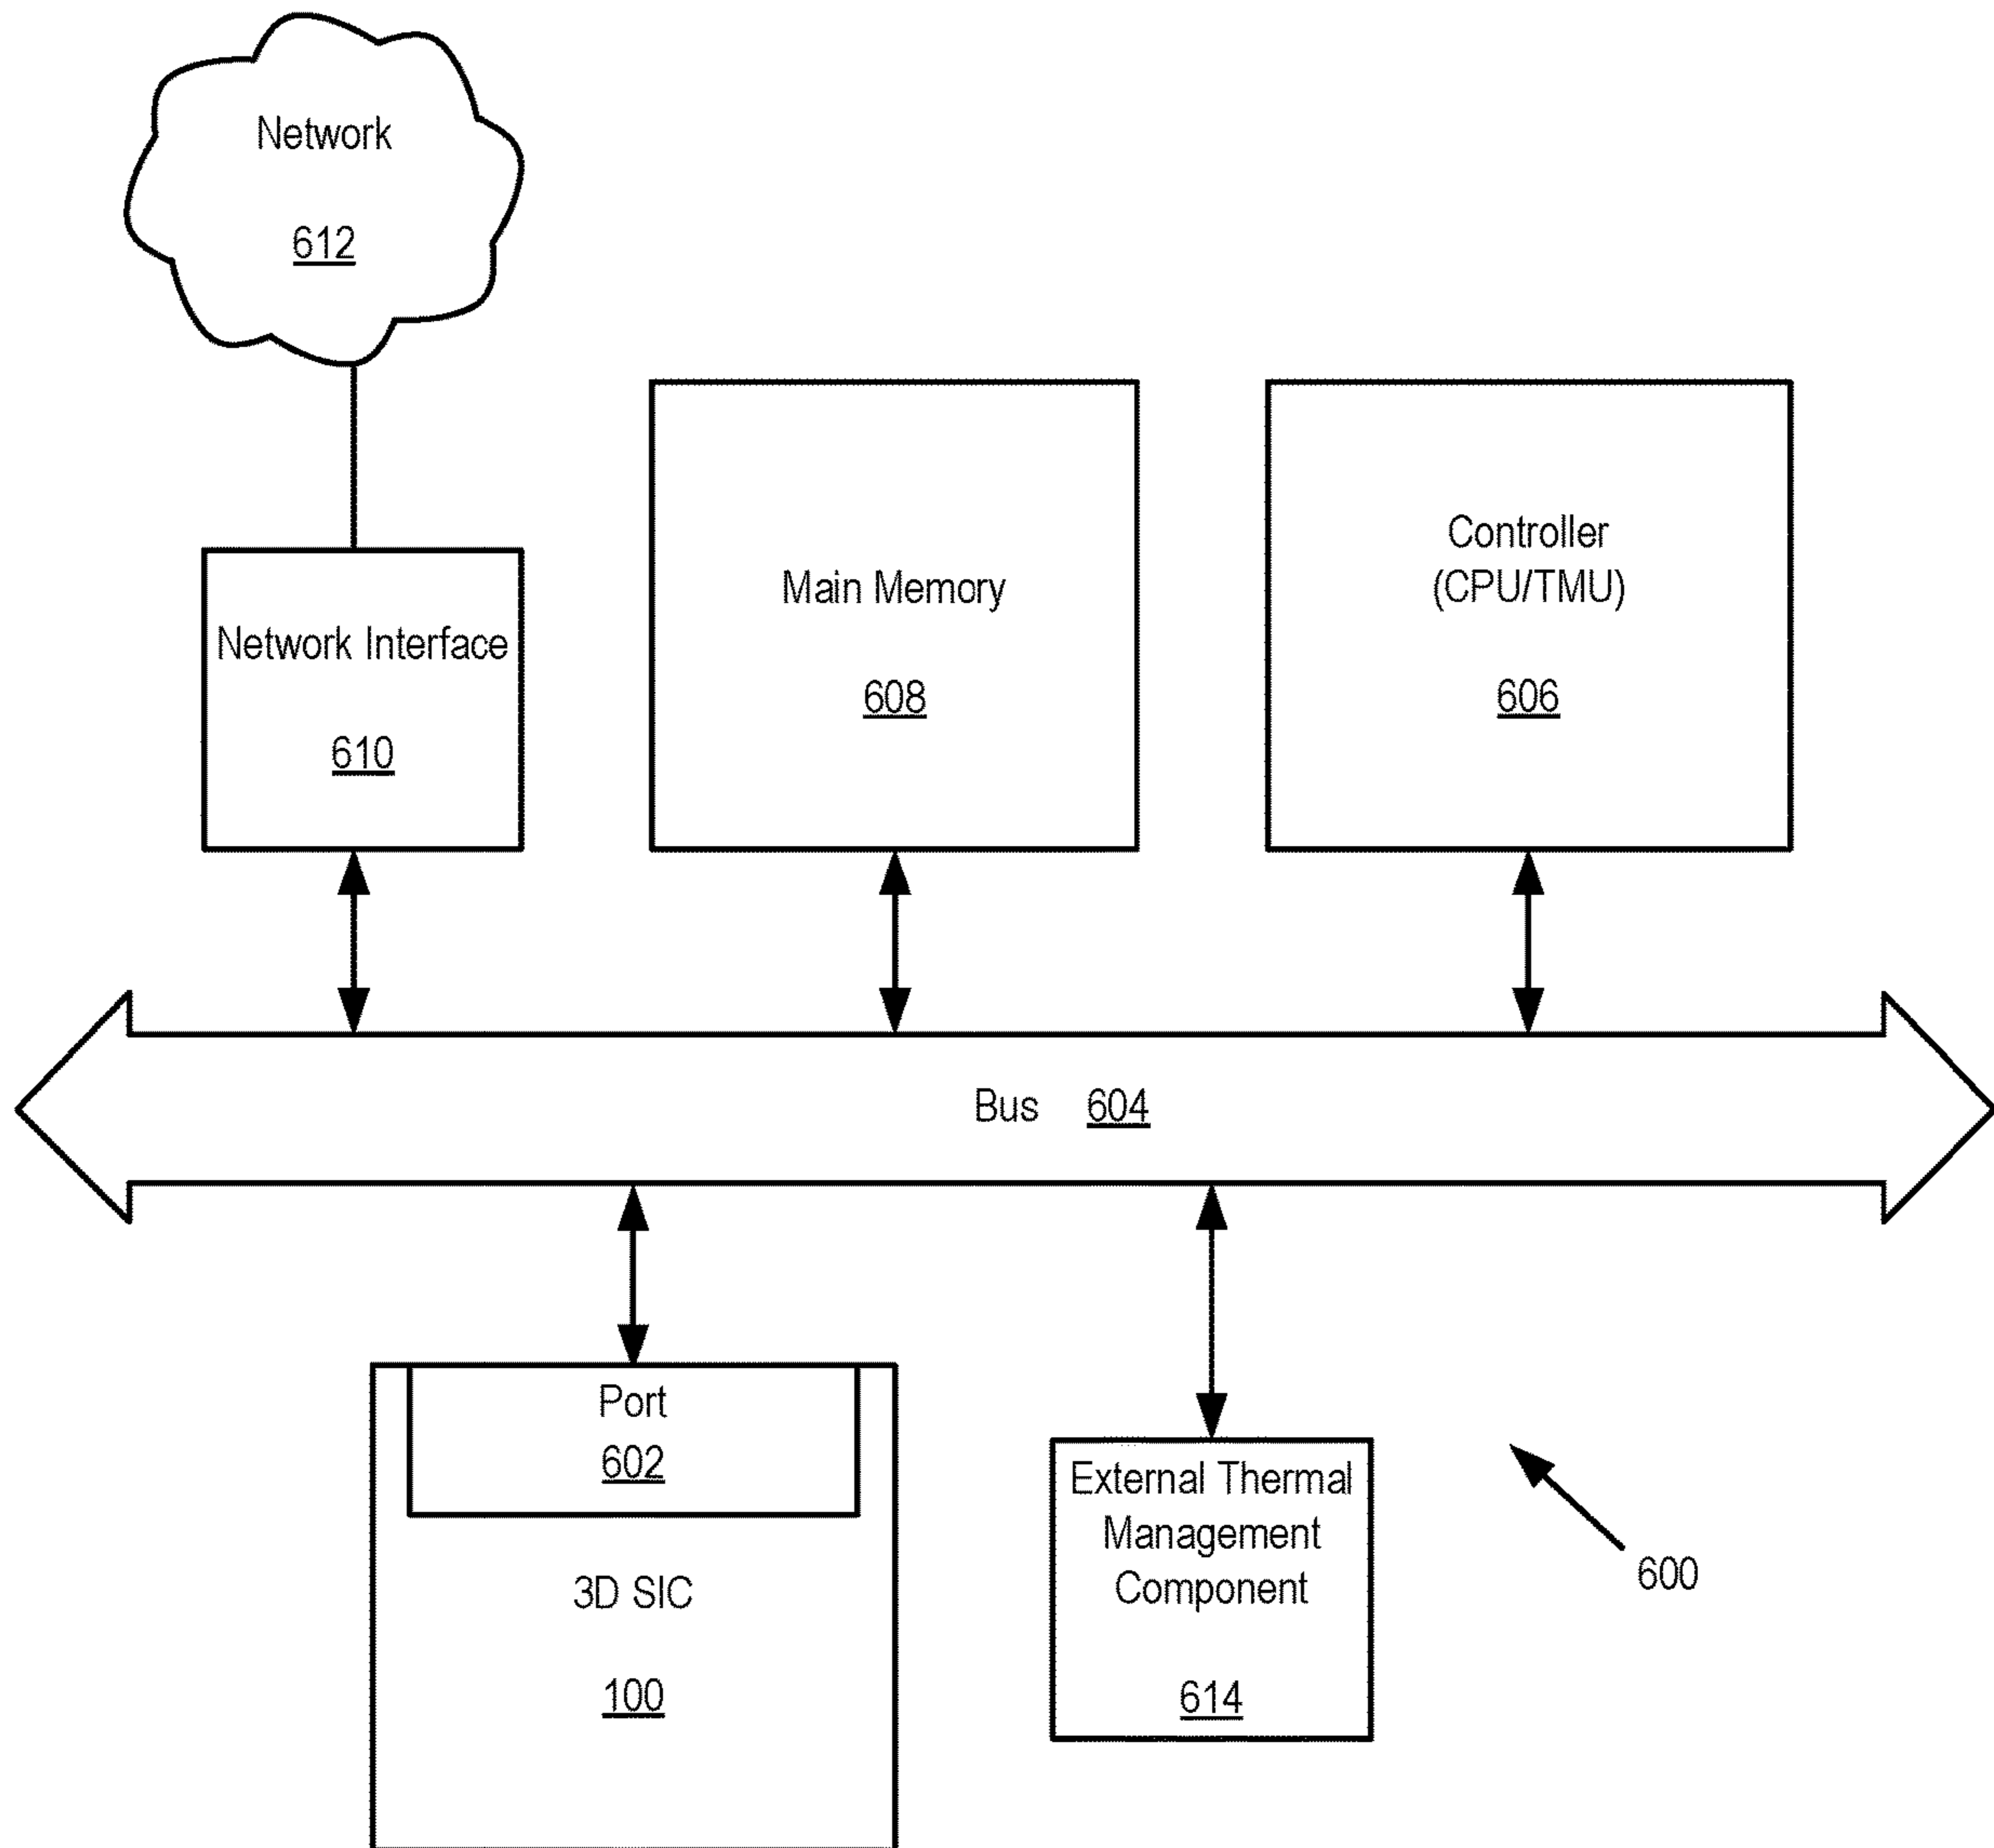 Network
612
Network Interface
610
Main Memory
608
Controller
(CPU/TMU)
606
Bus 604
Port
602
3D SIC
100
External Thermal
Management
Component
614
600